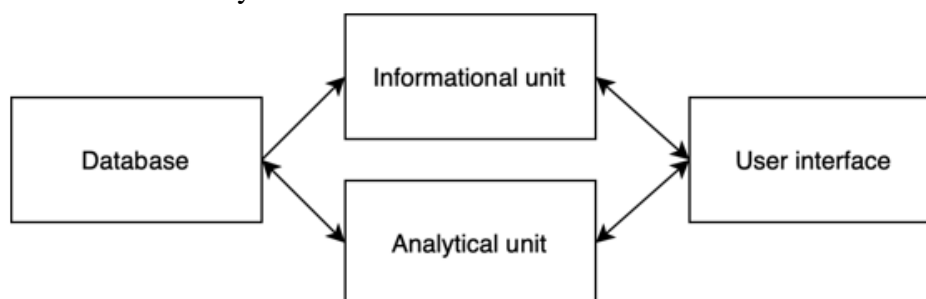 Informational unit
Database
User interface
Analytical unit